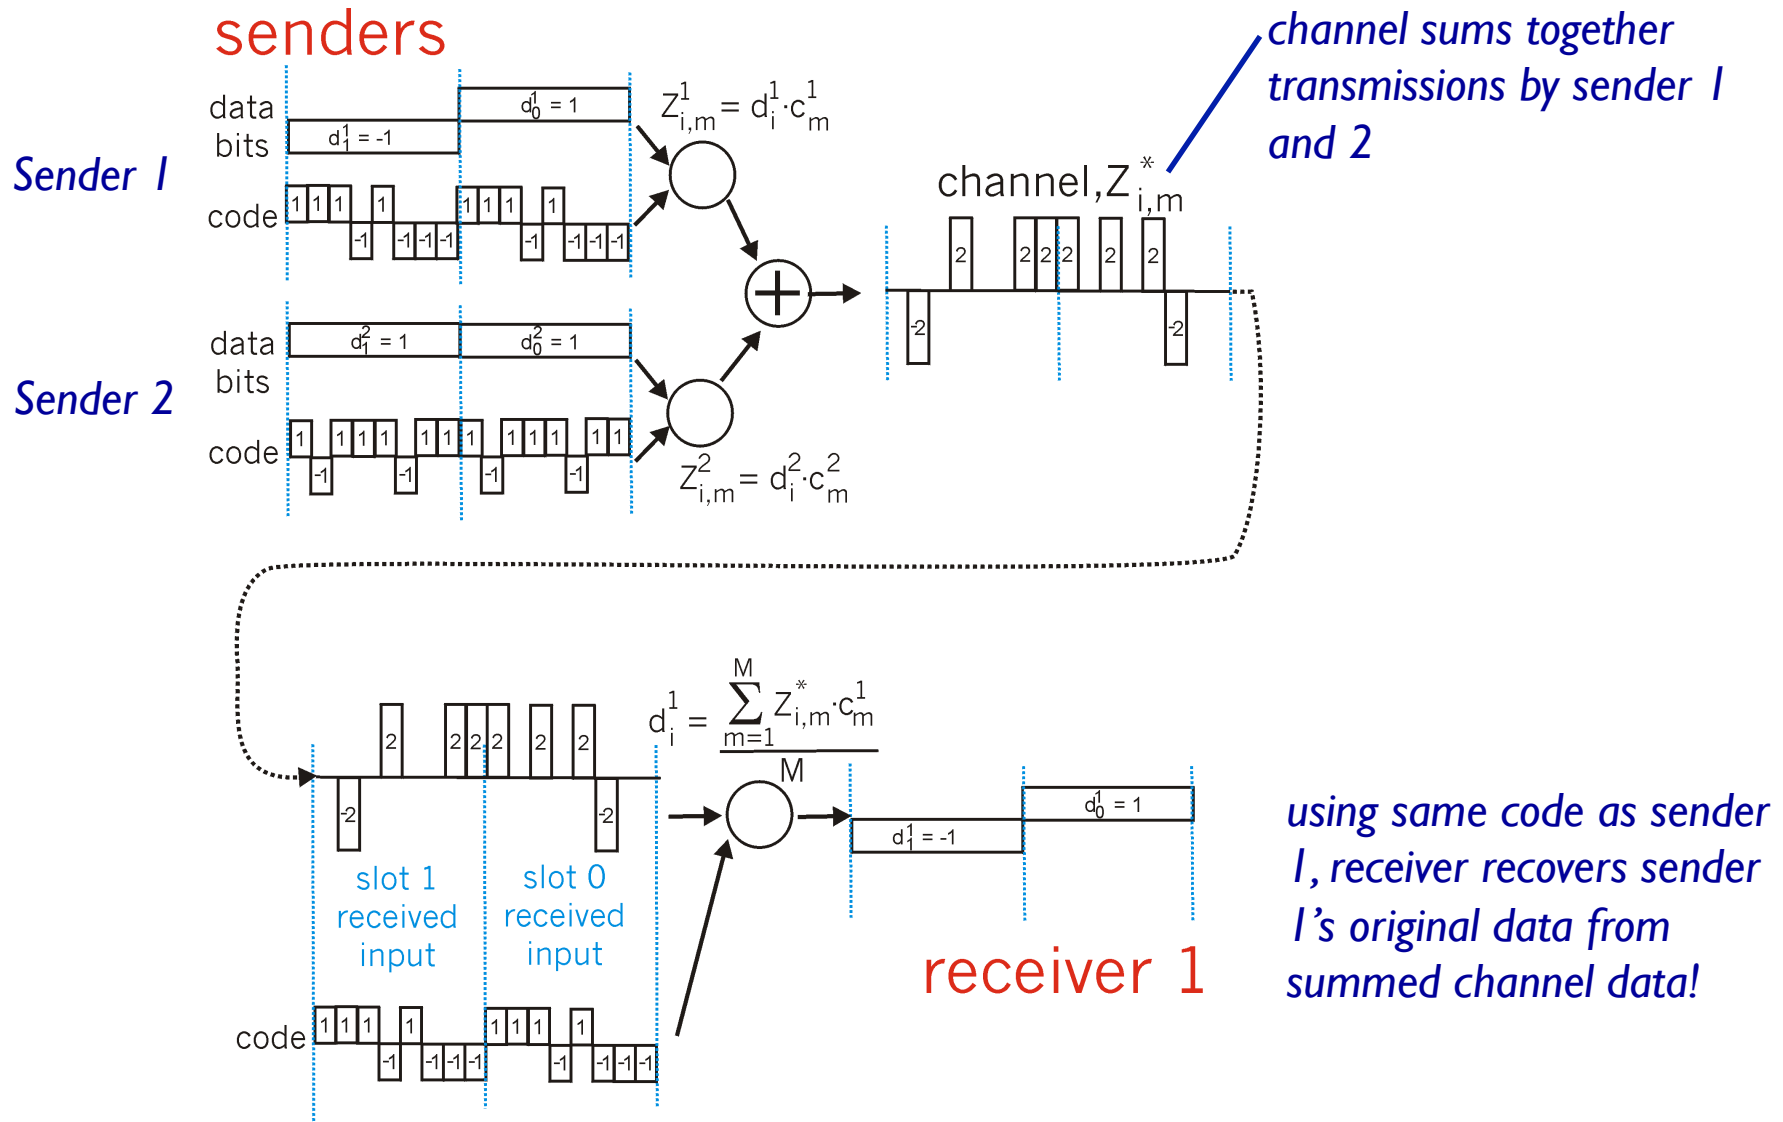 senders
channel sums together
transmissions by sender 1
and 2
Sender 1
data
bits
d₁¹ = -1
d₀¹ = 1
Z¹i,m = d¹i·c¹m
code
1 1 1 -1 1 -1 -1 -1 1 1 1 -1 1 -1 -1 -1
channel, Z*i,m
-2 2 2 2 2 2 2 -2
Sender 2
data
bits
d₁² = 1
d₀² = 1
code
1 -1 1 1 1 -1 1 1 1 -1 1 1 1 -1 1 1
Z²i,m = d²i·c²m
-2 2 2 2 2 2 2 -2
d¹i = M ∑ m=1 Z*i,m·c¹m
M
slot 1
received
input
slot 0
received
input
code
1 1 1 -1 1 -1 -1 -1 1 1 1 -1 1 -1 -1 -1
d₁¹ = -1
d₀¹ = 1
receiver 1
using same code as sender
1, receiver recovers sender
1’s original data from
summed channel data!